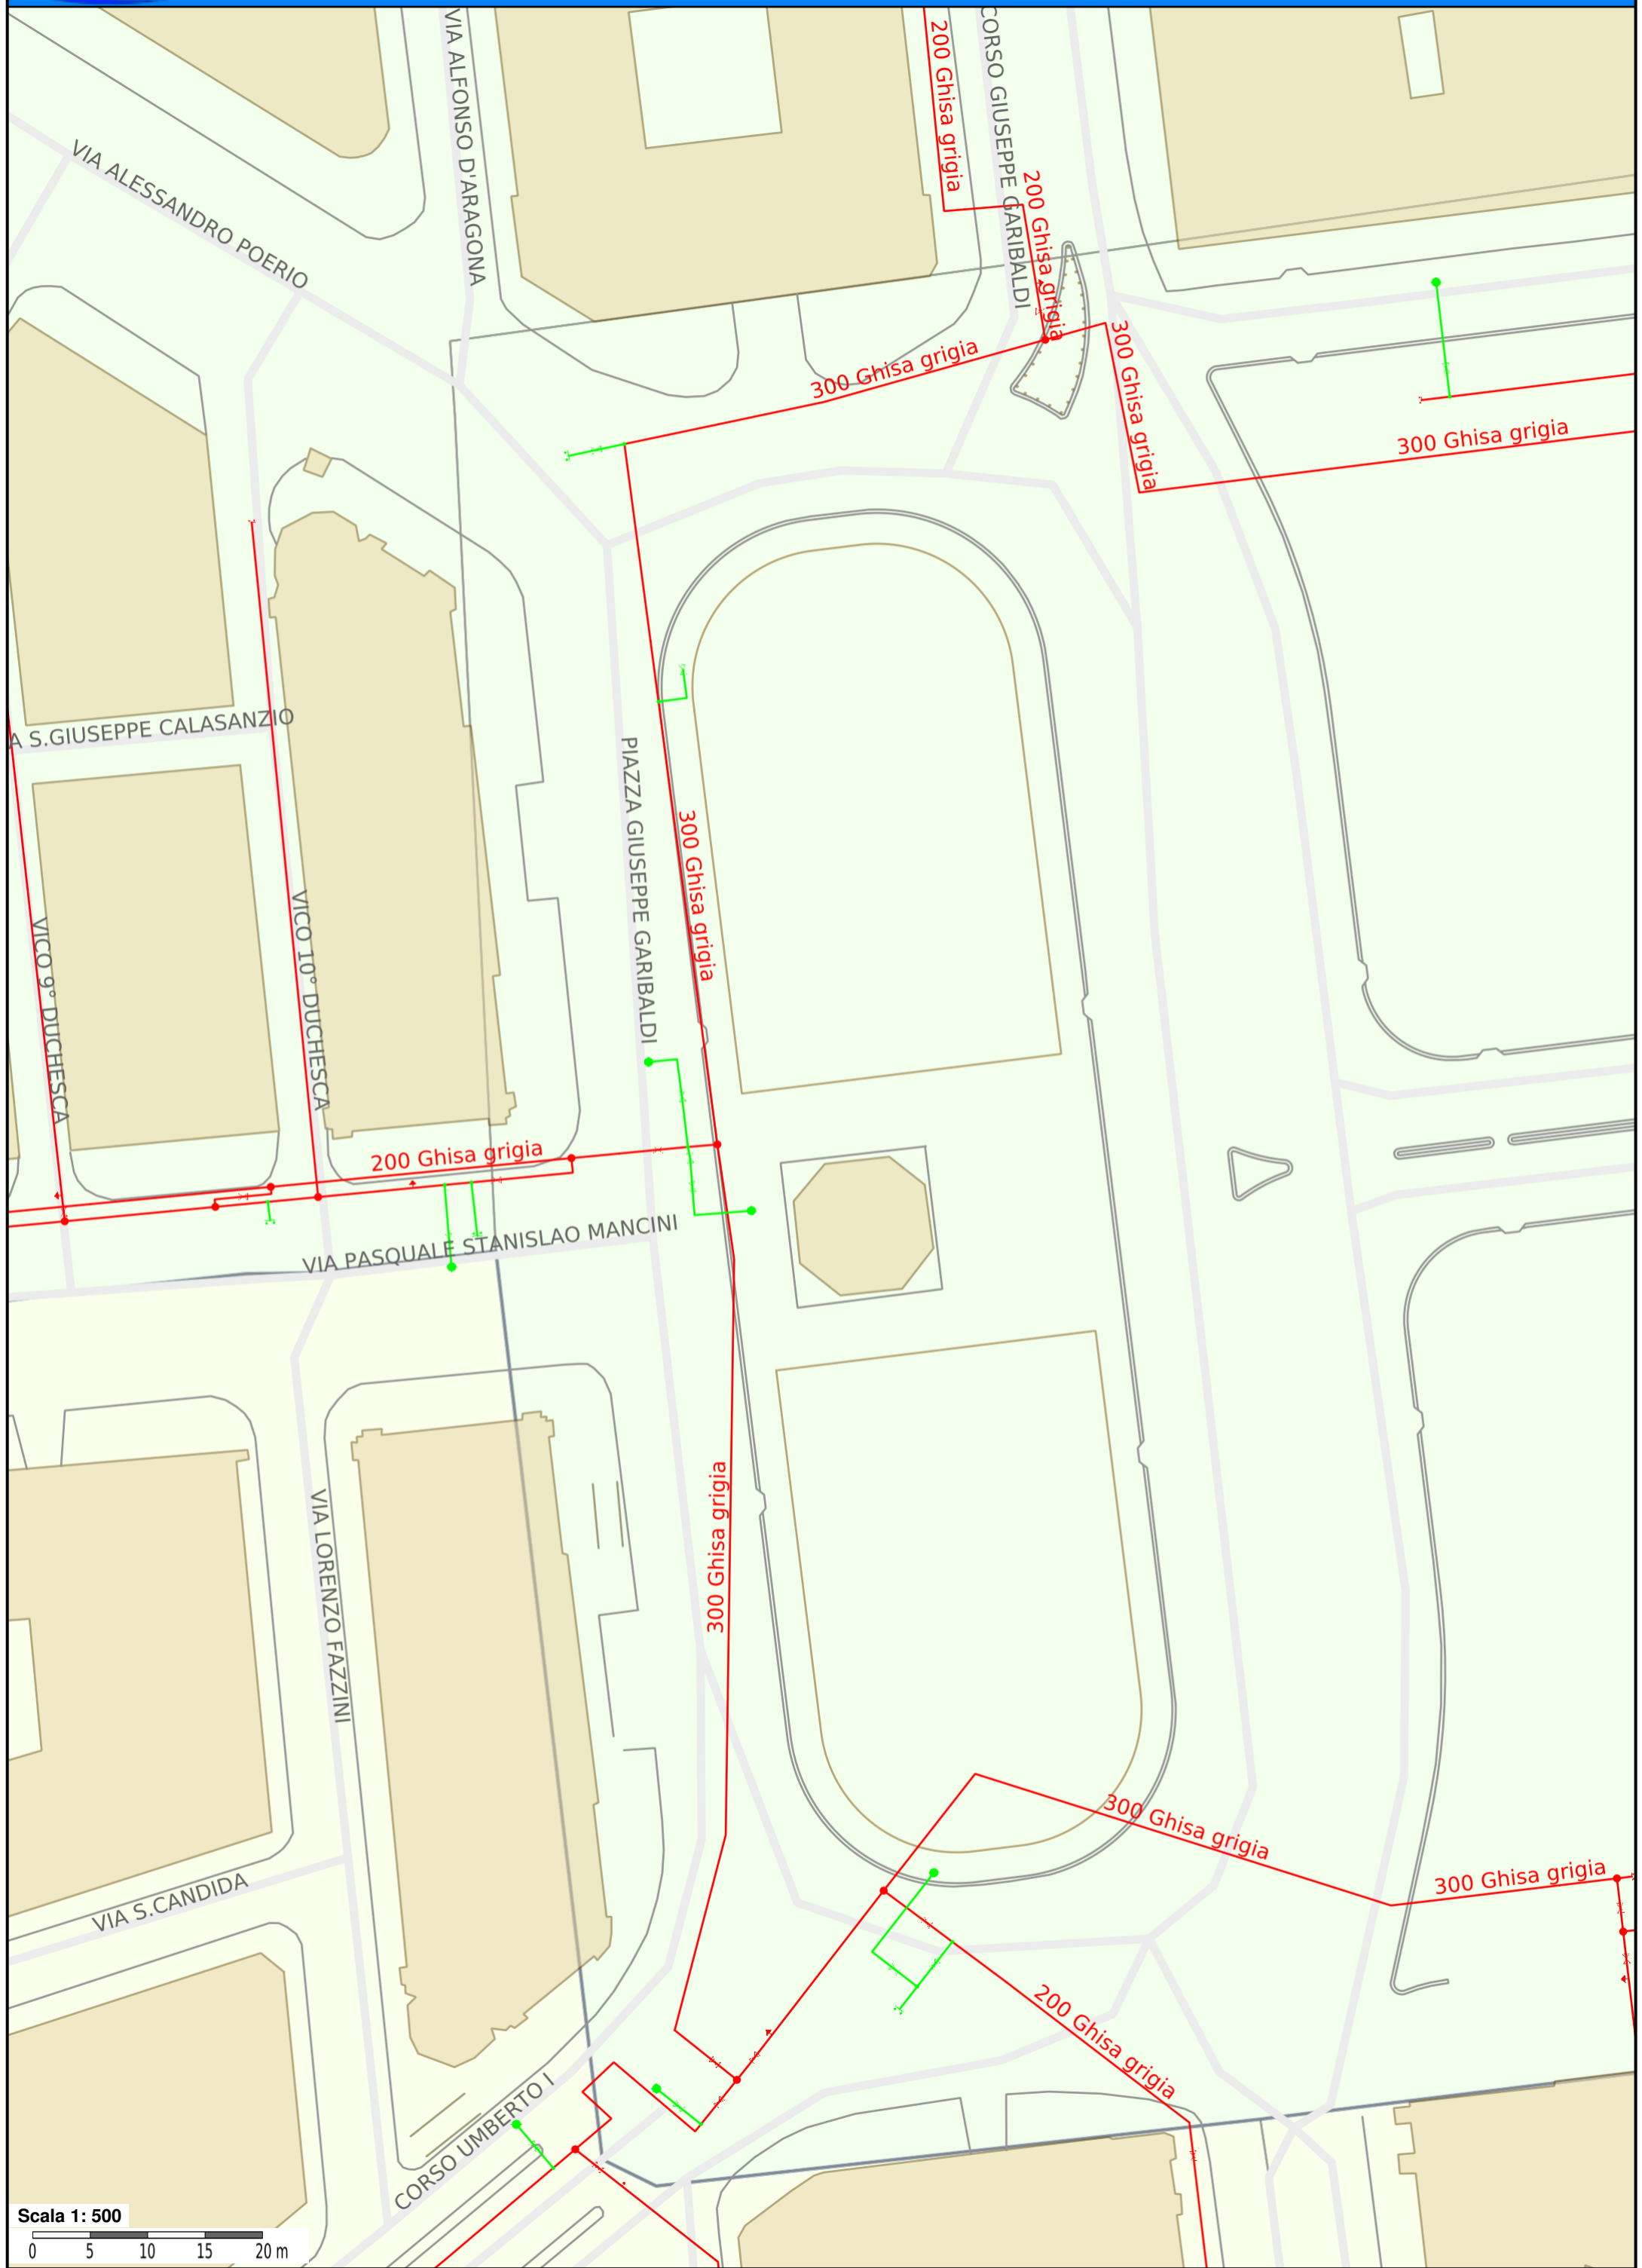 200 Ghisa grigia
CORSO GIUSEPPE GARIBALDI
VIA ALFONSO D'ARAGONA
VIA ALESSANDRO POERIO
200 Ghisa grigia
300 Ghisa grigia
300 Ghisa grigia
300 Ghisa grigia
A S.GIUSEPPE CALASANZIO
PIAZZA GIUSEPPE GARIBALDI
300 Ghisa grigia
VICO 9° DUCHESCA
VICO 10° DUCHESCA
200 Ghisa grigia
VIA PASQUALE STANISLAO MANCINI
300 Ghisa grigia
VIA LORENZO FAZZINI
300 Ghisa grigia
300 Ghisa grigia
VIA S.CANDIDA
200 Ghisa grigia
CORSO UMBERTO I
Scala 1: 500
0 5 10 15 20 m